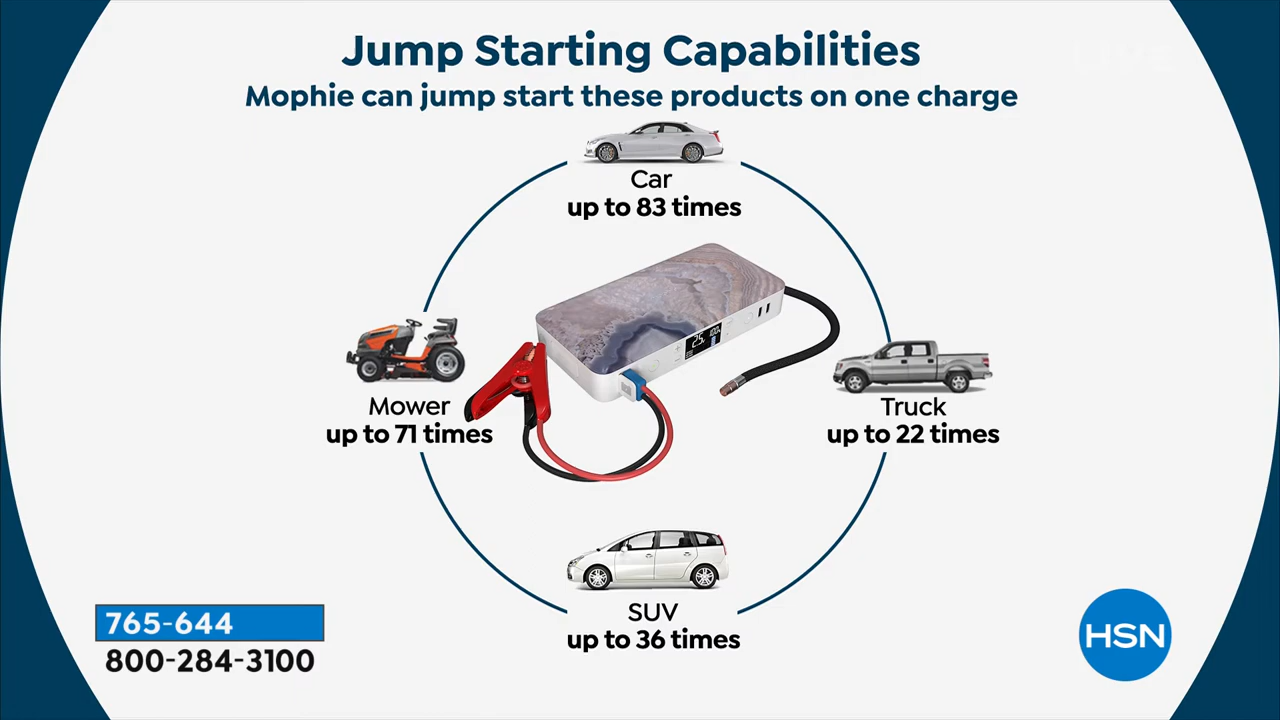 Jump Starting Capabilities
Mophie can jump start these products on one charge
Car
up to 83 times
25
100%
Mower
up to 71 times
Truck
up to 22 times
SUV
up to 36 times
765-644
800-284-3100
HSN